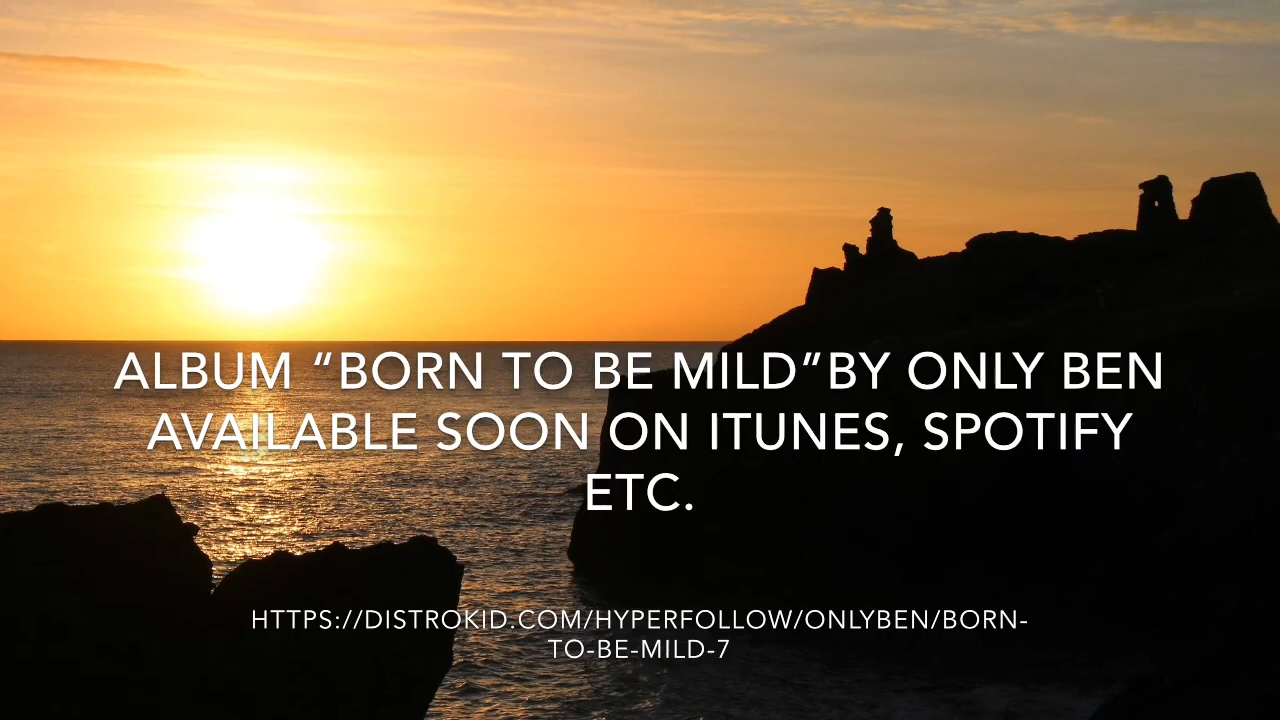 ALBUM “BORN TO BE MILD”BY ONLY BEN
AVAILABLE SOON ON ITUNES, SPOTIFY
ETC.
HTTPS://DISTROKID.COM/HYPERFOLLOW/ONLYBEN/BORN-
TO-BE-MILD-7